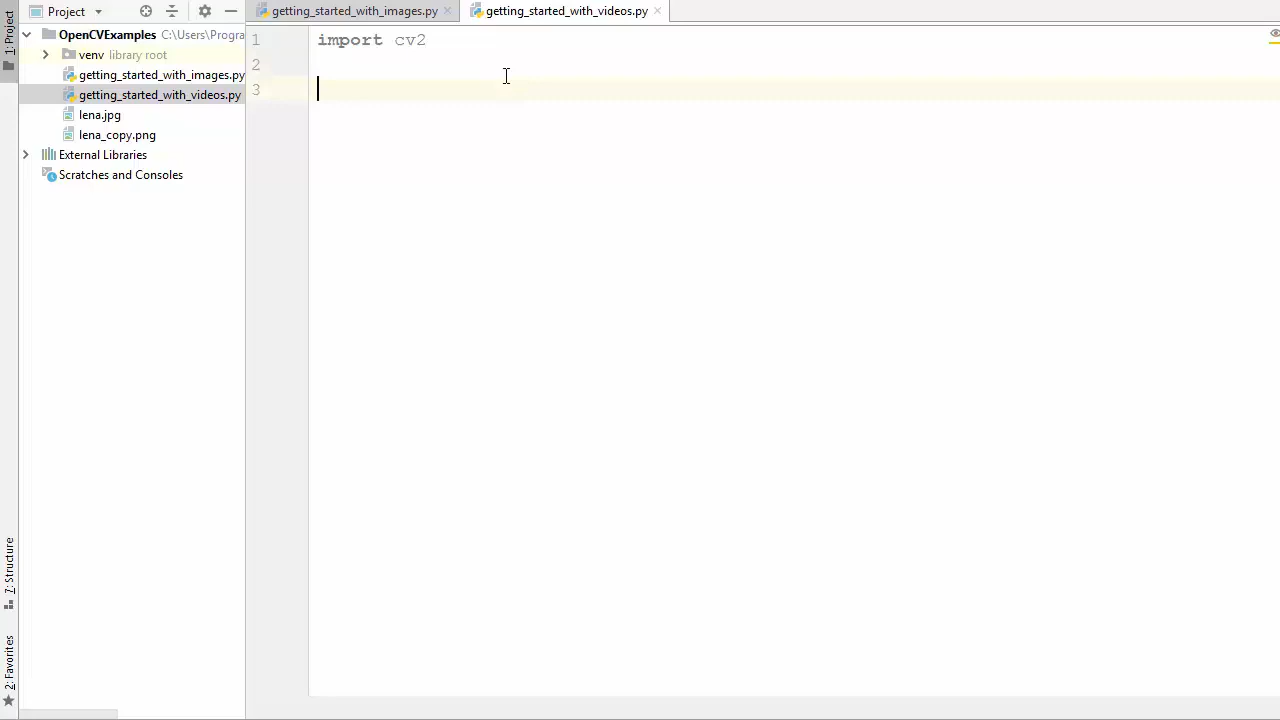 Project
getting_started_with_images.py
getting_started_with_videos.py
1: Project
OpenCVExamples C:\Users\Progra
venv library root
getting_started_with_images.py
getting_started_with_videos.py
lena.jpg
lena_copy.png
External Libraries
Scratches and Consoles
1 import cv2
2
3
7: Structure
2: Favorites